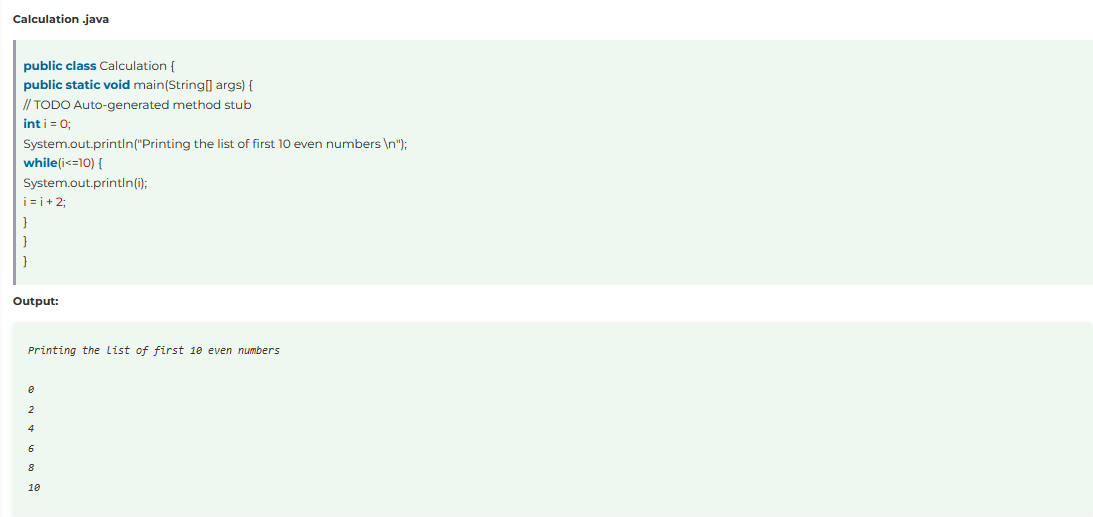 Calculation .java
public class Calculation {
public static void main(String[] args) {
// TODO Auto-generated method stub
int i = 0;
System.out.println("Printing the list of first 10 even numbers \n");
while(i<=10) {
System.out.println(i);
i = i + 2;
}
}
}
Output:
Printing the list of first 10 even numbers
0
2
4
6
8
10